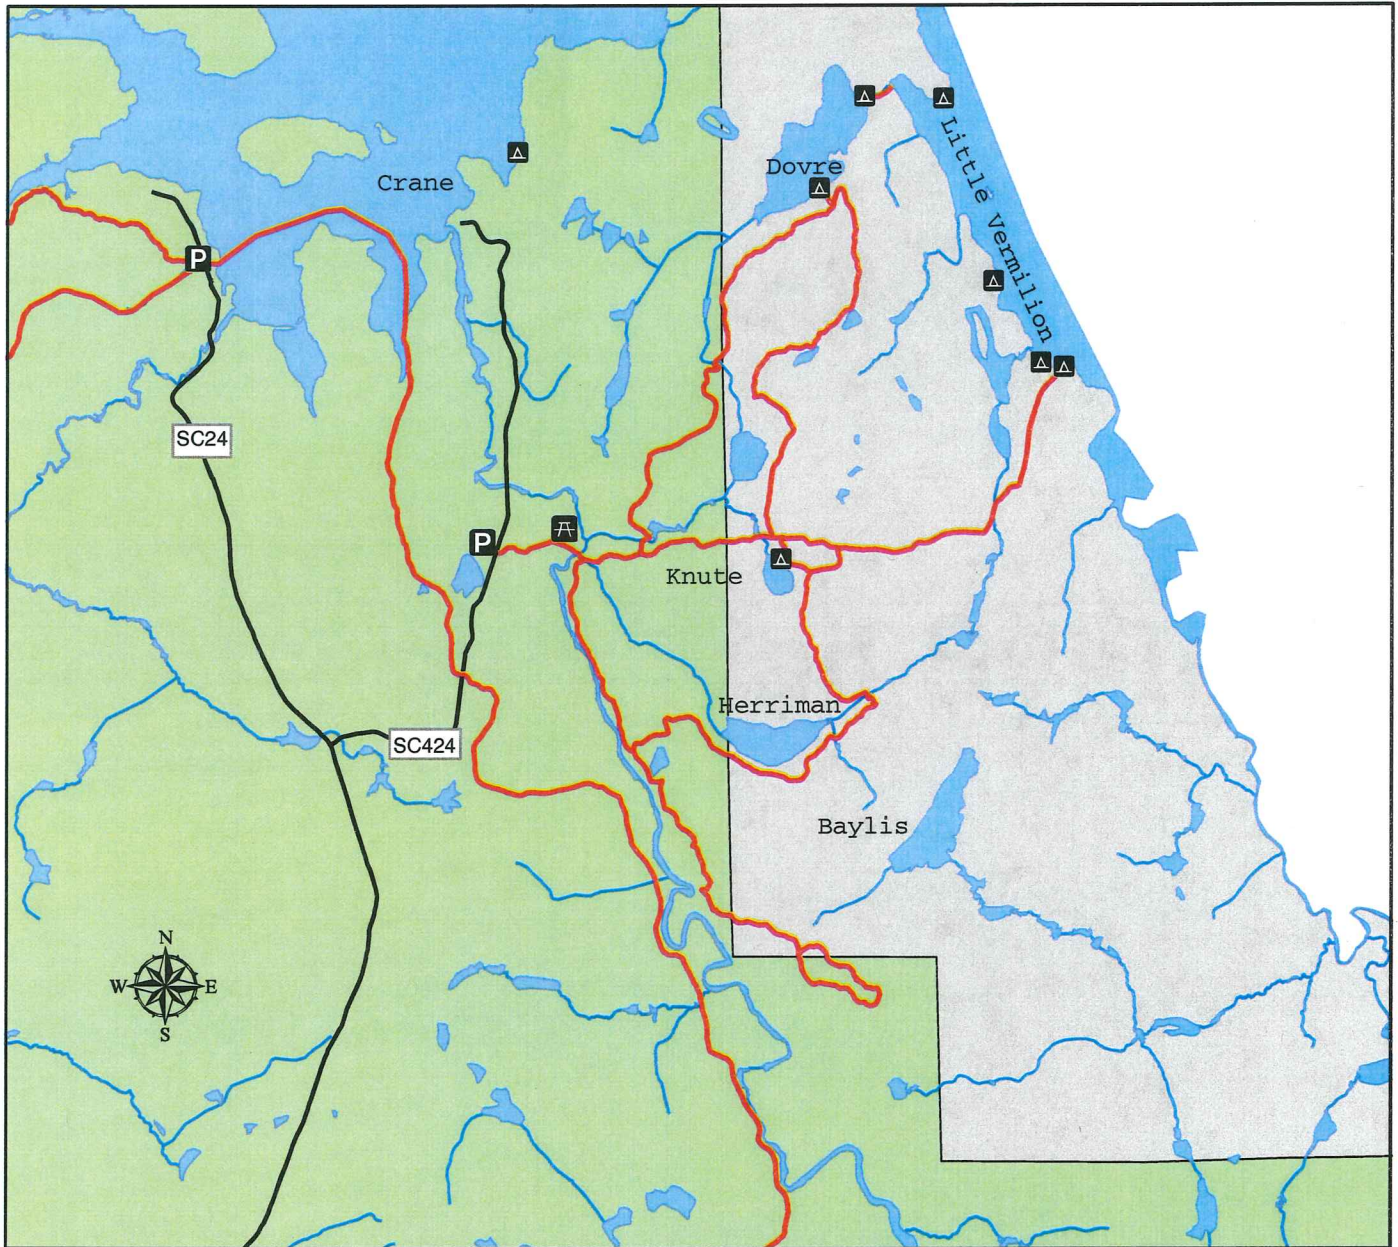 Crane
Dovre
Little Vermilion
P
SC24
P
Knute
Herriman
SC424
Baylis
N
W E
S